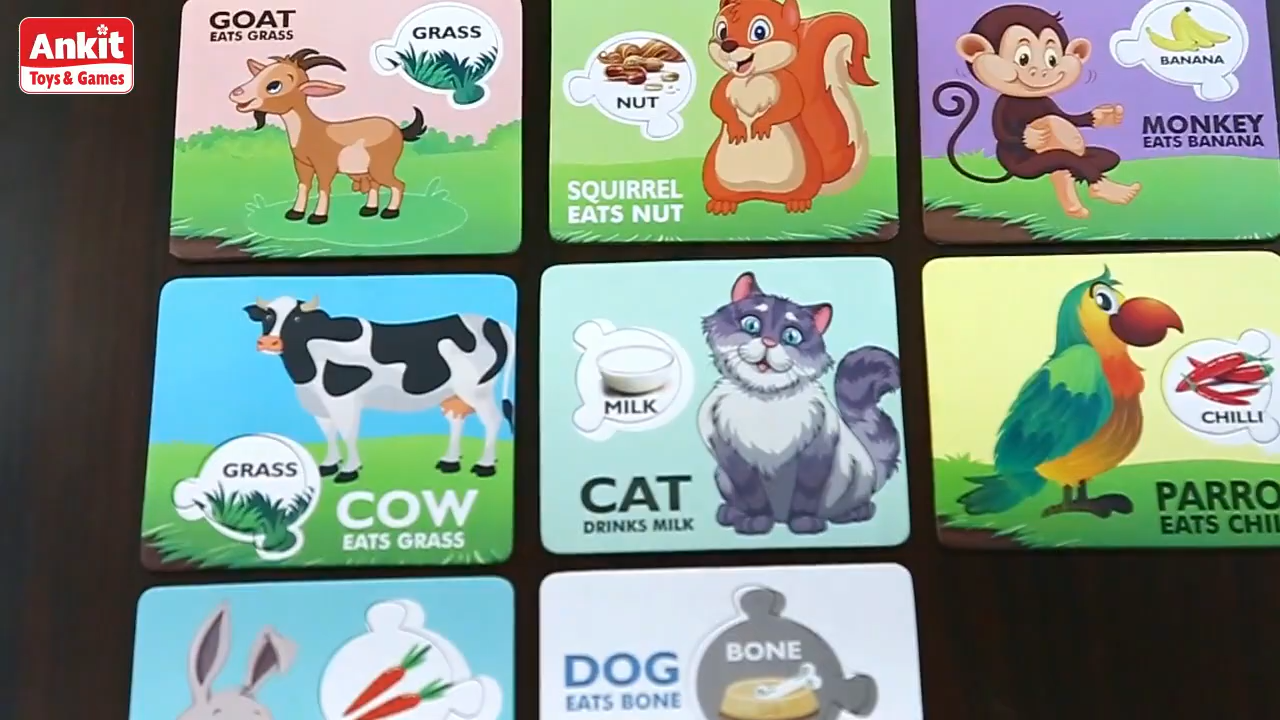 Ankit
Toys & Games
GOAT
EATS GRASS
GRASS
NUT
SQUIRREL
EATS NUT
BANANA
MONKEY
EATS BANANA
GRASS
COW
EATS GRASS
MILK
CAT
DRINKS MILK
CHILLI
PARRO
EATS CHIL
DOG
EATS BONE
BONE